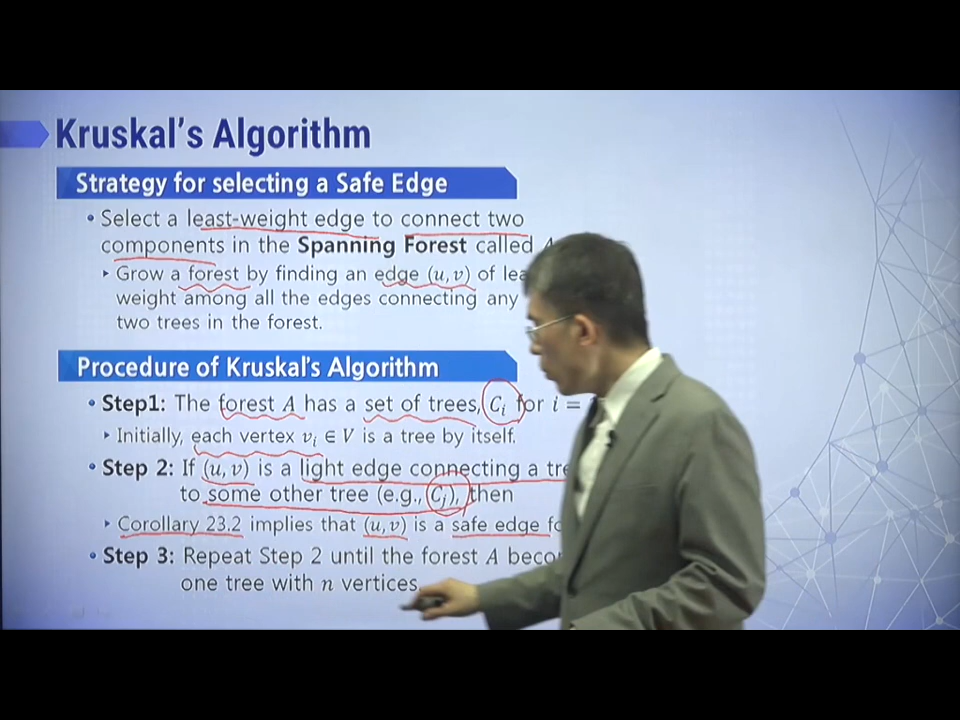 Kruskal's Algorithm
Strategy for selecting a Safe Edge
• Select a least-weight edge to connect two
components in the Spanning Forest called
▸ Grow a forest by finding an edge (u, v) of
weight among all the edges connecting any
two trees in the forest.
Procedure of Kruskal's Algorithm
• Step1: The forest A has a set of trees, C_i for i =
▸ Initially, each vertex v_i ∈ V is a tree by itself.
• Step 2: If (u, v) is a light edge connecting a
to some other tree (e.g., C_j), then
▸ Corollary 23.2 implies that (u, v) is a safe edge
• Step 3: Repeat Step 2 until the forest A
one tree with n vertices.